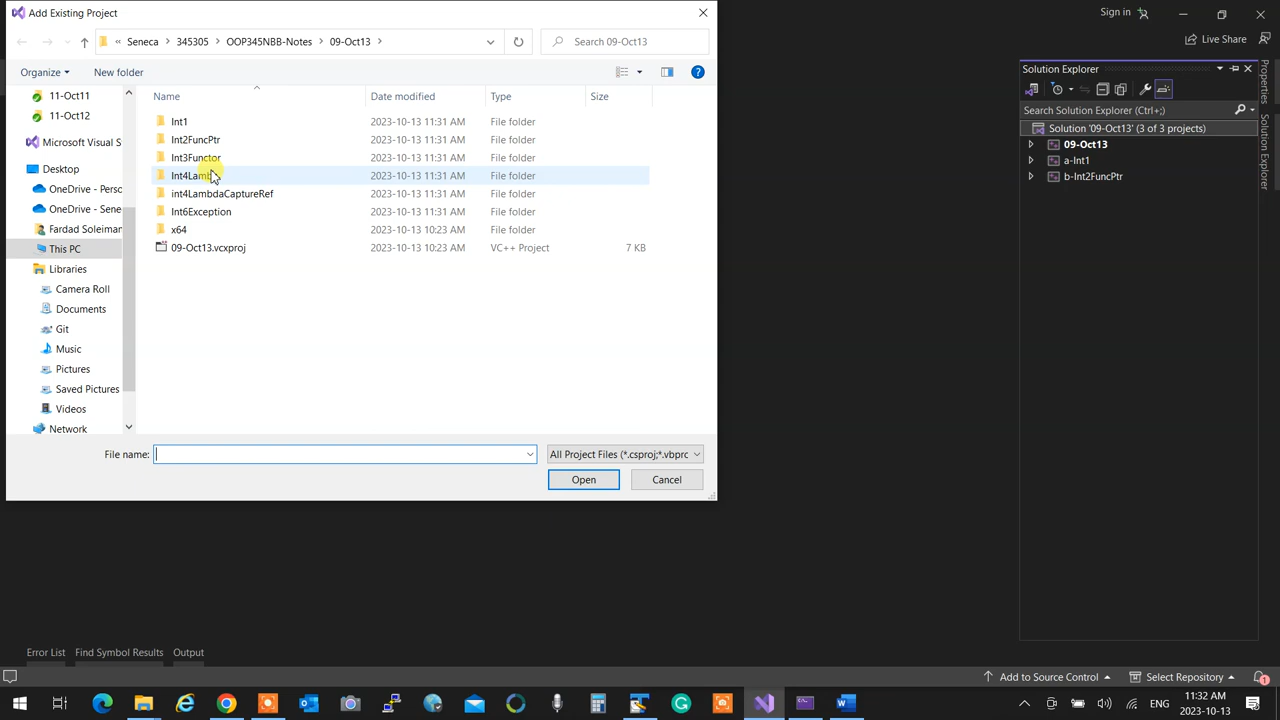 Add Existing Project
Sign in
Seneca
345305
OOP345NBB-Notes
09-Oct13
Search 09-Oct13
Live Share
Organize
New folder
Solution Explorer
Properties
Solution Explorer
11-Oct11
11-Oct12
Microsoft Visual S
Desktop
OneDrive - Perso
OneDrive - Sene
Fardad Soleimar
This PC
Libraries
Camera Roll
Documents
Git
Music
Pictures
Saved Pictures
Videos
Network
Name Date modified Type Size
Int1 2023-10-13 11:31 AM File folder
Int2FuncPtr 2023-10-13 11:31 AM File folder
Int3Functor 2023-10-13 11:31 AM File folder
2023-10-13 11:31 AM File folder
int4LambdaCaptureRef 2023-10-13 11:31 AM File folder
Int6Exception 2023-10-13 11:31 AM File folder
x64 2023-10-13 10:23 AM File folder
09-Oct13.vcxproj 2023-10-13 10:23 AM VC++ Project 7 KB
Search Solution Explorer (Ctrl+;)
Solution '09-Oct13' (3 of 3 projects)
09-Oct13
a-Int1
b-Int2FuncPtr
File name:
All Project Files (*.csproj;*.vbprc
Open
Cancel
Error List
Find Symbol Results
Output
Add to Source Control
Select Repository
1
ENG
11:32 AM
2023-10-13